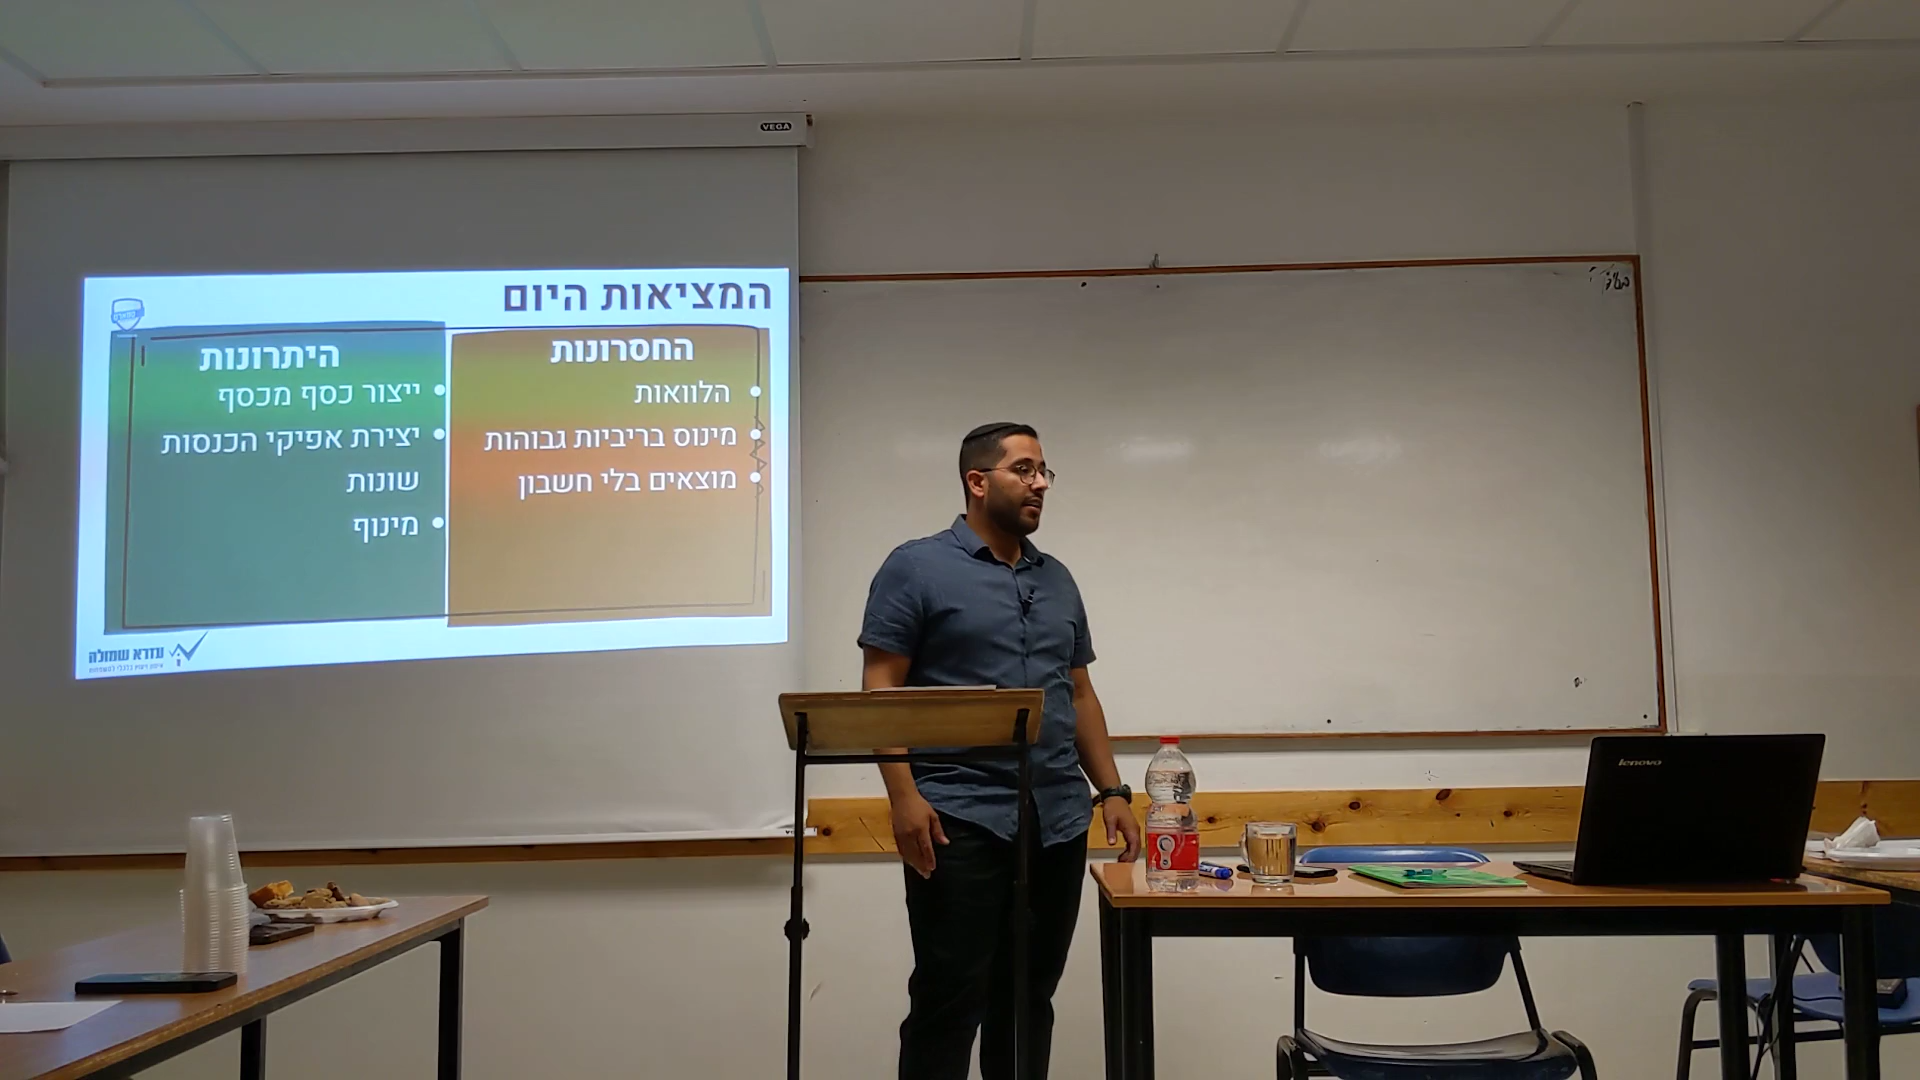 VEGA
המציאות היום
החסרונות
הלוואות
מינוס בריביות גבוהות
מוצאים בלי חשבון
היתרונות
ייצור כסף מכסף
יצירת אפיקי הכנסות
שונות
מינוף
עזרא שמולה
lenovo